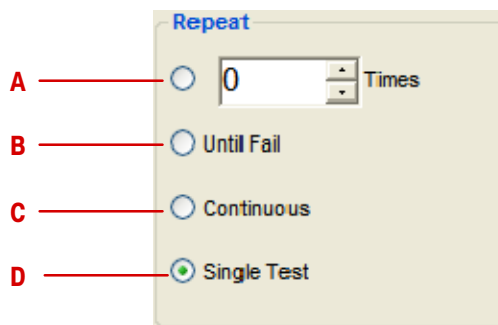 Repeat
A 0 Times
B Until Fail
C Continuous
D Single Test